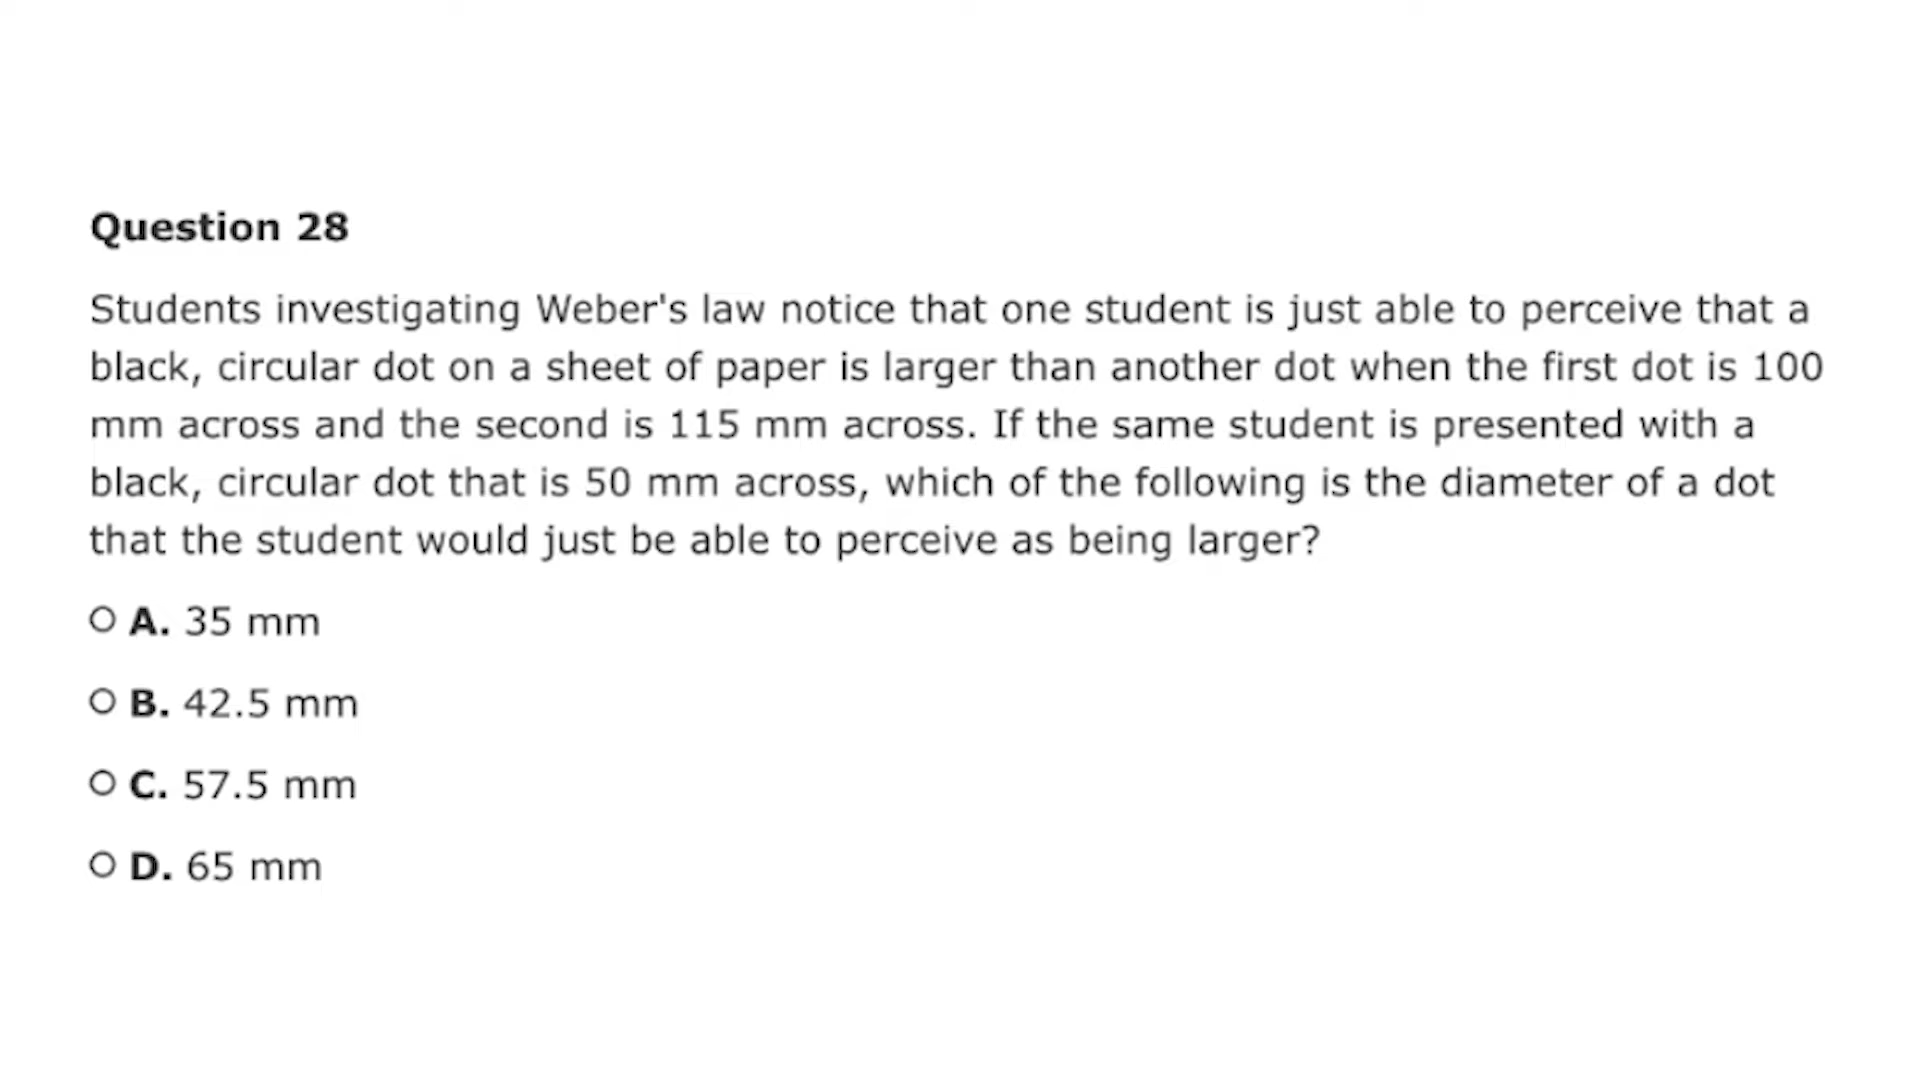 Question 28
Students investigating Weber's law notice that one student is just able to perceive that a
black, circular dot on a sheet of paper is larger than another dot when the first dot is 100
mm across and the second is 115 mm across. If the same student is presented with a
black, circular dot that is 50 mm across, which of the following is the diameter of a dot
that the student would just be able to perceive as being larger?
A. 35 mm
B. 42.5 mm
C. 57.5 mm
D. 65 mm